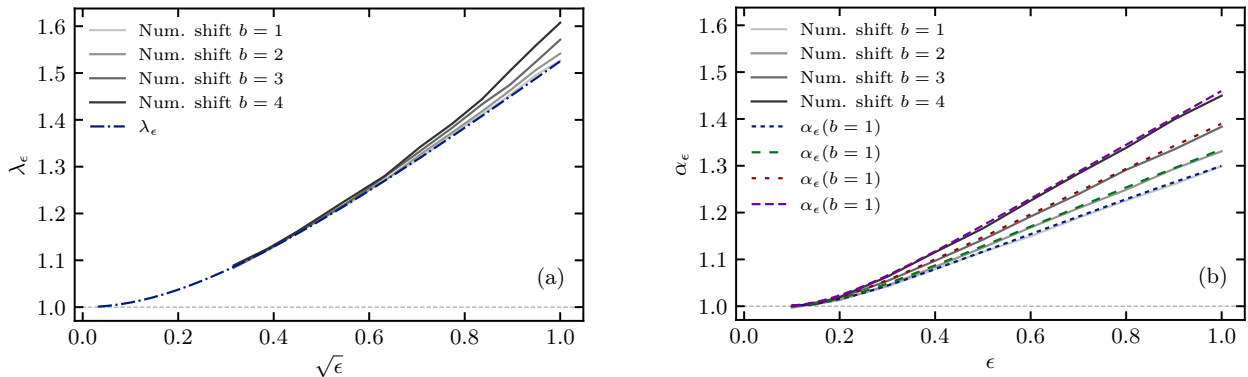 1.6
1.5
1.4
1.3
1.2
1.1
1.0
λ_ϵ
Num. shift b = 1
Num. shift b = 2
Num. shift b = 3
Num. shift b = 4
λ_ϵ
(a)
0.0 0.2 0.4 0.6 0.8 1.0
√ϵ
1.6
1.5
1.4
1.3
1.2
1.1
1.0
α_ϵ
Num. shift b = 1
Num. shift b = 2
Num. shift b = 3
Num. shift b = 4
α_ϵ(b = 1)
α_ϵ(b = 1)
α_ϵ(b = 1)
α_ϵ(b = 1)
(b)
0.0 0.2 0.4 0.6 0.8 1.0
ϵ